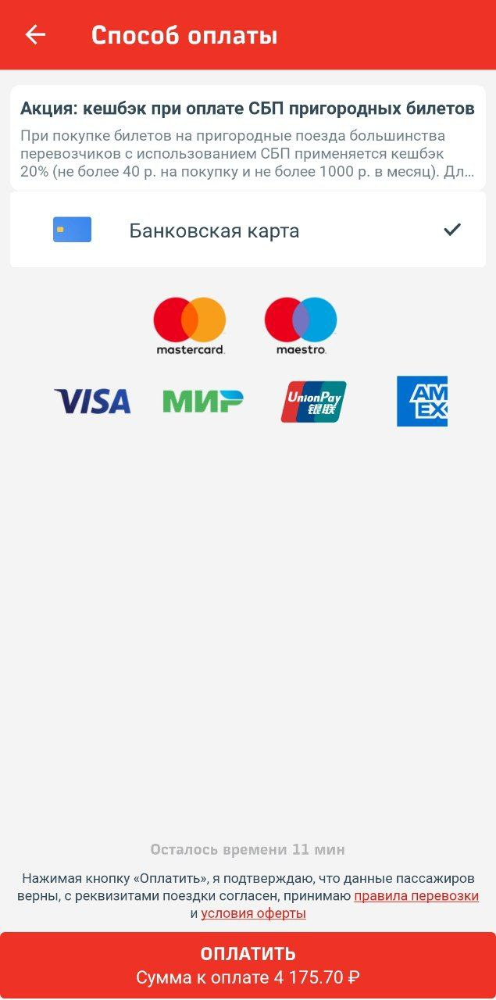 Способ оплаты
Акция: кешбэк при оплате СБП пригородных билетов
При покупке билетов на пригородные поезда большинства
перевозчиков с использованием СБП применяется кешбэк
20% (не более 40 р. на покупку и не более 1000 р. в месяц). Дл...
Банковская карта
mastercard. maestro.
VISA МИР UnionPay 银联 AM EX
Осталось времени 11 мин
Нажимая кнопку «Оплатить», я подтверждаю, что данные пассажиров
верны, с реквизитами поездки согласен, принимаю правила перевозки
и условия оферты
ОПЛАТИТЬ
Сумма к оплате 4 175.70 ₽